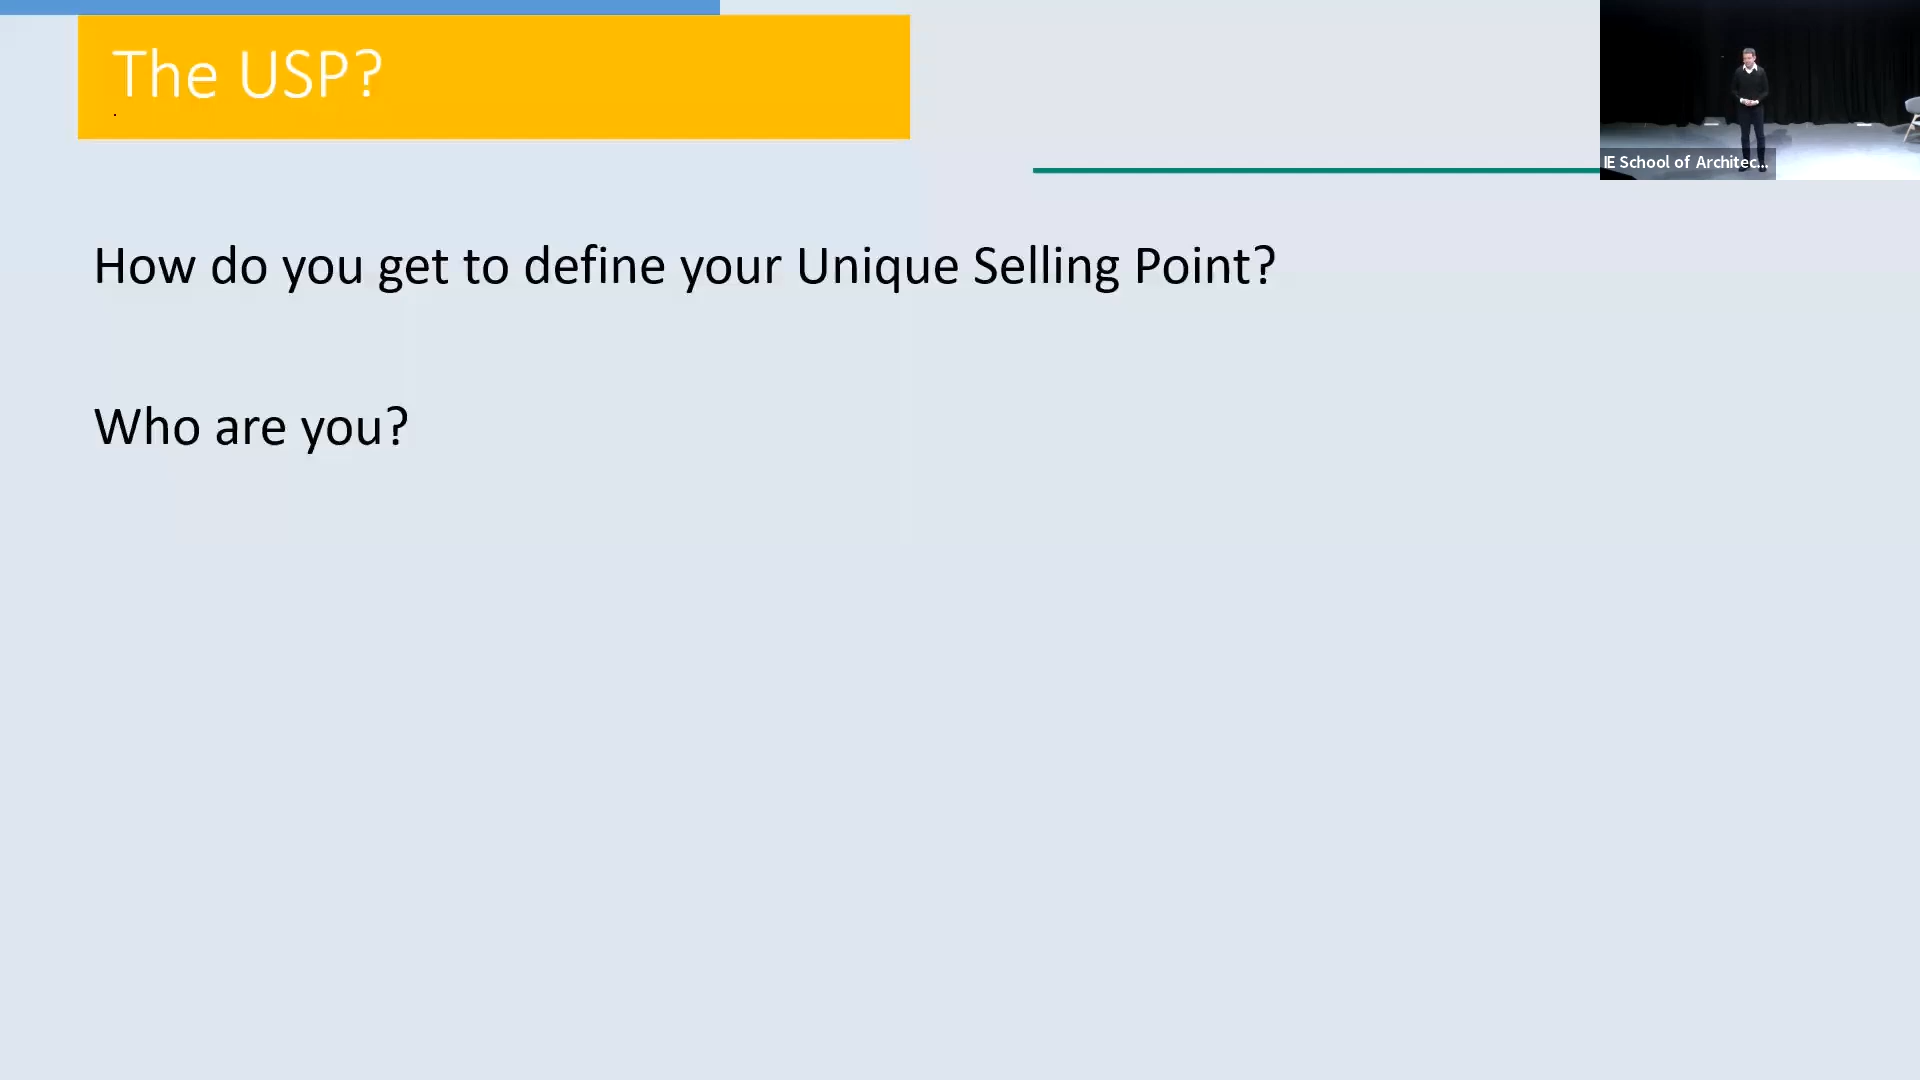 The USP?
.
IE School of Architec...
How do you get to define your Unique Selling Point?
Who are you?